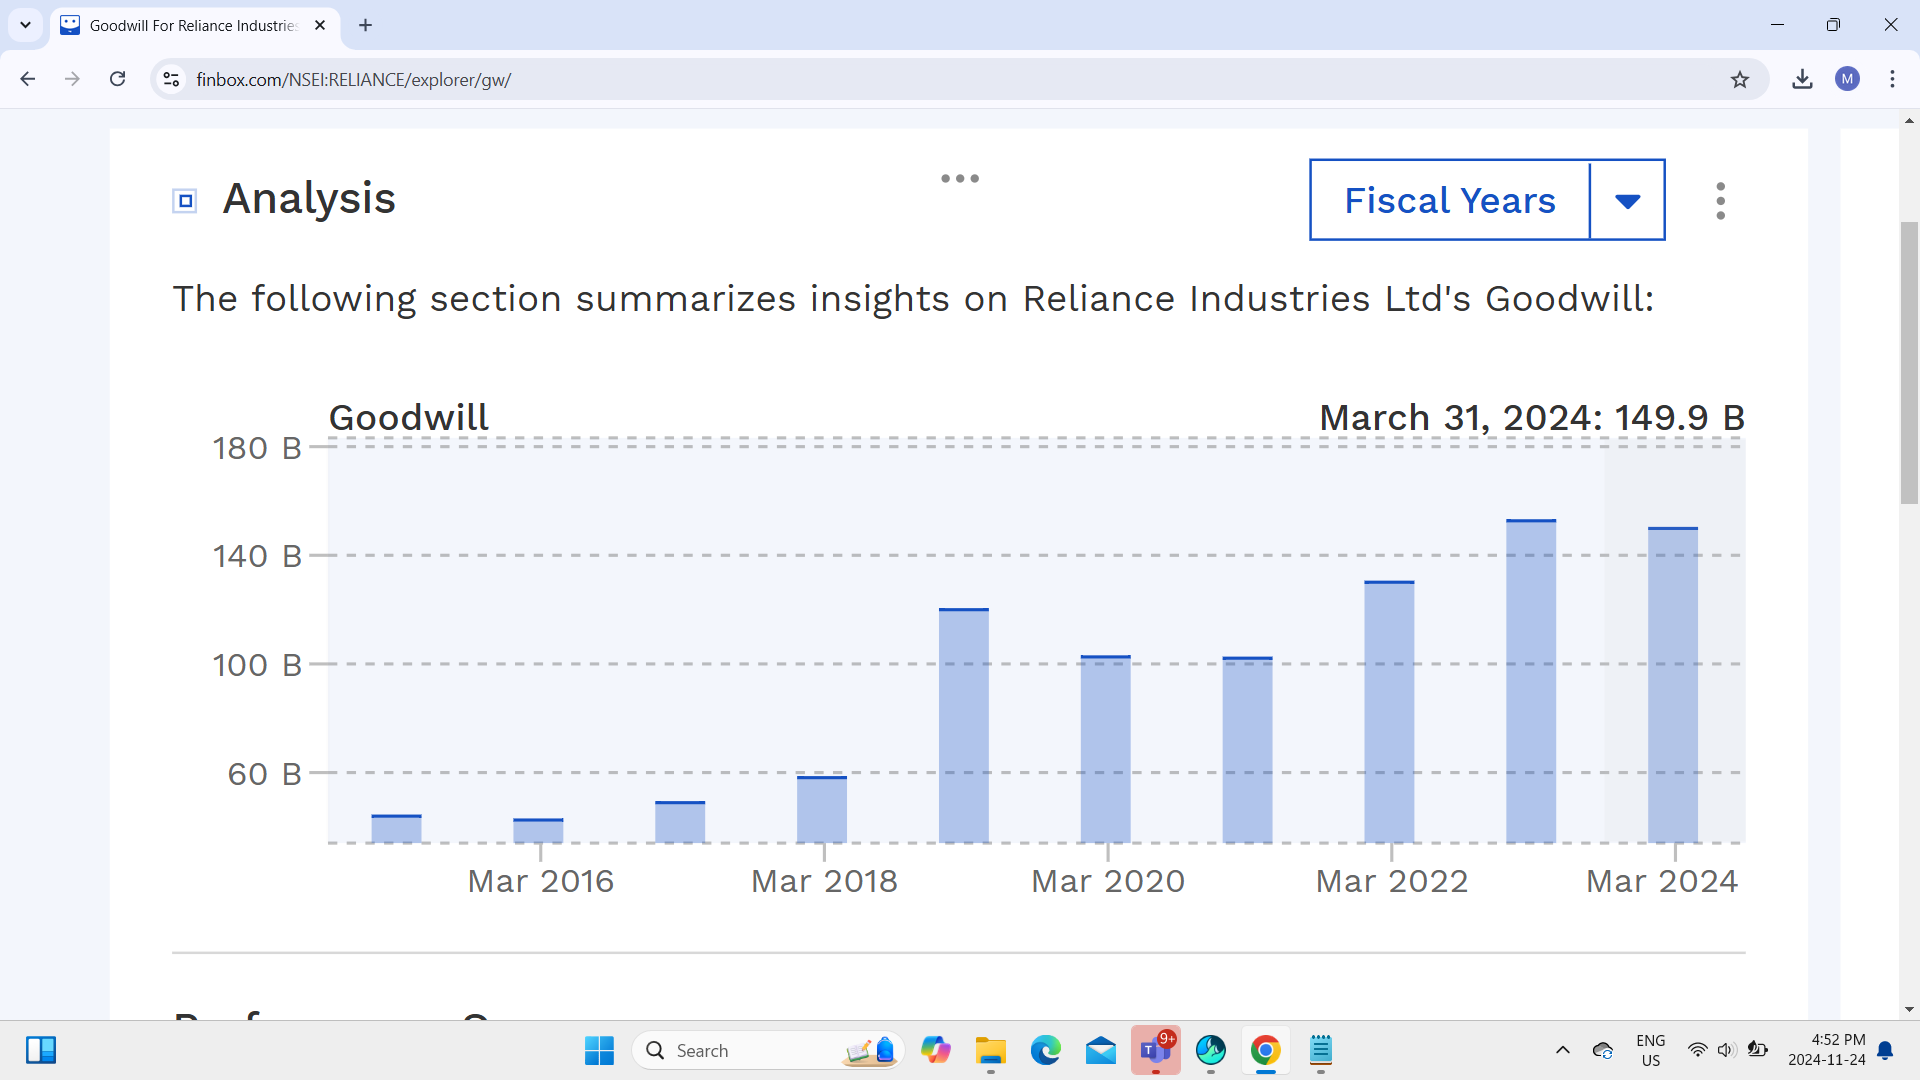 Goodwill For Reliance Industries
finbox.com/NSEI:RELIANCE/explorer/gw/
M
Analysis
Fiscal Years
The following section summarizes insights on Reliance Industries Ltd's Goodwill:
Goodwill
March 31, 2024: 149.9 B
180 B
140 B
100 B
60 B
Mar 2016
Mar 2018
Mar 2020
Mar 2022
Mar 2024
Search
9+
T
ENG
US
4:52 PM
2024-11-24